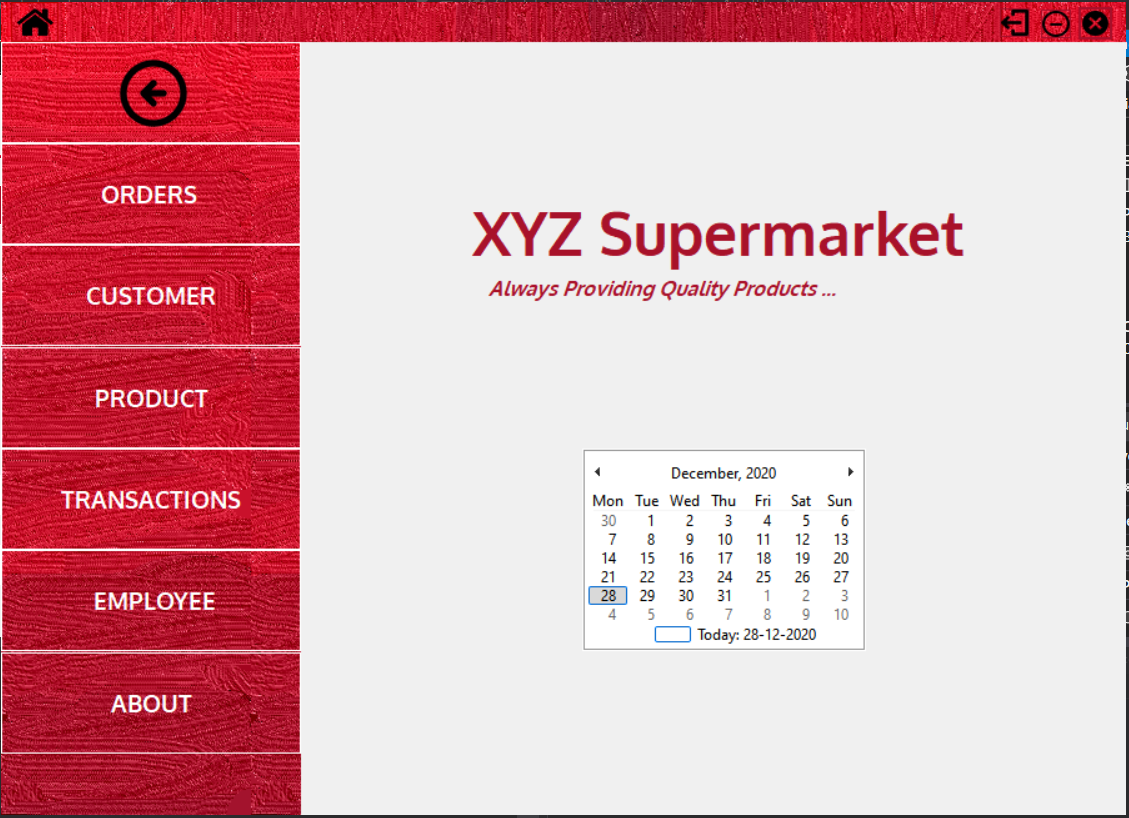 ORDERS
CUSTOMER
PRODUCT
TRANSACTIONS
EMPLOYEE
ABOUT
XYZ Supermarket
Always Providing Quality Products ...
December, 2020
Mon Tue Wed Thu Fri Sat Sun
30 1 2 3 4 5 6
7 8 9 10 11 12 13
14 15 16 17 18 19 20
21 22 23 24 25 26 27
28 29 30 31 1 2 3
4 5 6 7 8 9 10
Today: 28-12-2020